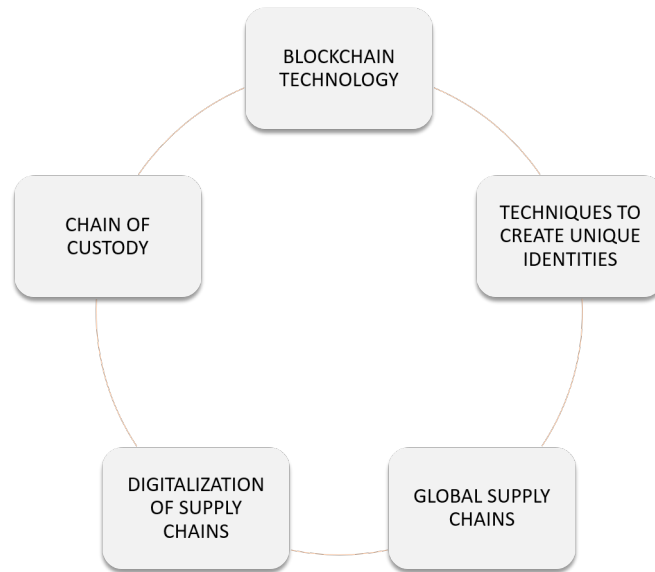 BLOCKCHAIN
TECHNOLOGY
TECHNIQUES TO
CREATE UNIQUE
IDENTITIES
GLOBAL SUPPLY
CHAINS
DIGITALIZATION
OF SUPPLY
CHAINS
CHAIN OF
CUSTODY